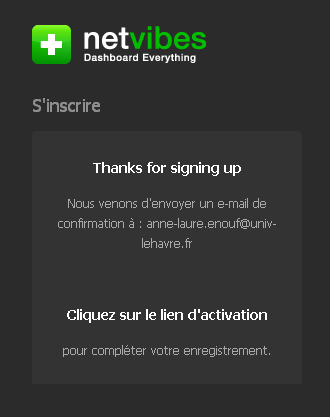 netvibes
Dashboard Everything
S'inscrire
Thanks for signing up
Nous venons d'envoyer un e-mail de
confirmation à : anne-laure.enouf@univ-
lehavre.fr
Cliquez sur le lien d'activation
pour compléter votre enregistrement.